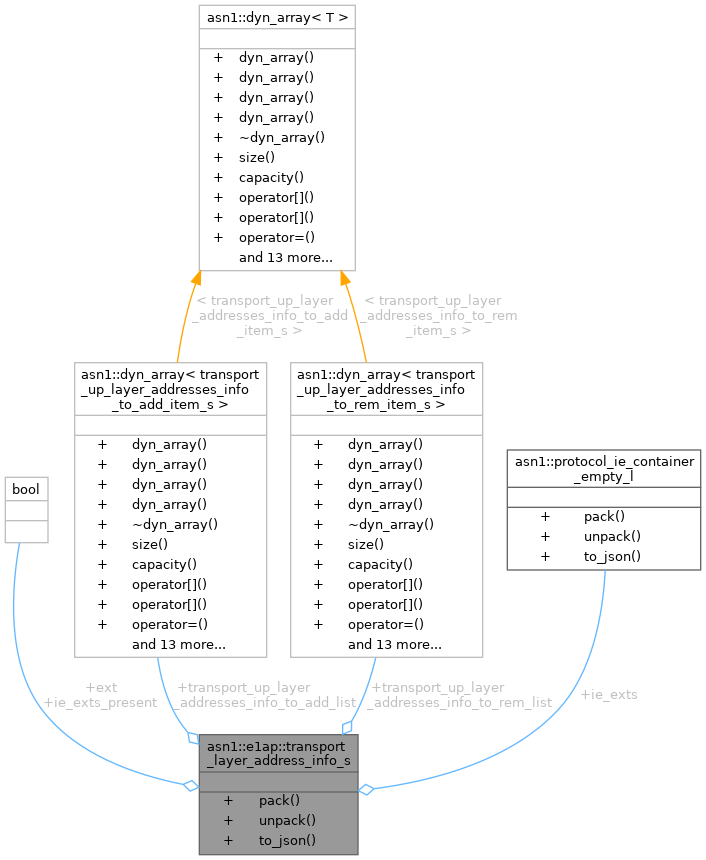 asn1::dyn_array< T >
+ dyn_array()
+ dyn_array()
+ dyn_array()
+ dyn_array()
+ ~dyn_array()
+ size()
+ capacity()
+ operator[]()
+ operator[]()
+ operator=()
and 13 more...
< transport_up_layer
_addresses_info_to_add
_item_s >
< transport_up_layer
_addresses_info_to_rem
_item_s >
asn1::dyn_array< transport
_up_layer_addresses_info
_to_add_item_s >
+ dyn_array()
+ dyn_array()
+ dyn_array()
+ dyn_array()
+ ~dyn_array()
+ size()
+ capacity()
+ operator[]()
+ operator[]()
+ operator=()
and 13 more...
asn1::dyn_array< transport
_up_layer_addresses_info
_to_rem_item_s >
+ dyn_array()
+ dyn_array()
+ dyn_array()
+ dyn_array()
+ ~dyn_array()
+ size()
+ capacity()
+ operator[]()
+ operator[]()
+ operator=()
and 13 more...
asn1::protocol_ie_container
_empty_l
+ pack()
+ unpack()
+ to_json()
bool
+ext
+ie_exts_present
+transport_up_layer
_addresses_info_to_add_list
+transport_up_layer
_addresses_info_to_rem_list
+ie_exts
asn1::e1ap::transport
_layer_address_info_s
+ pack()
+ unpack()
+ to_json()